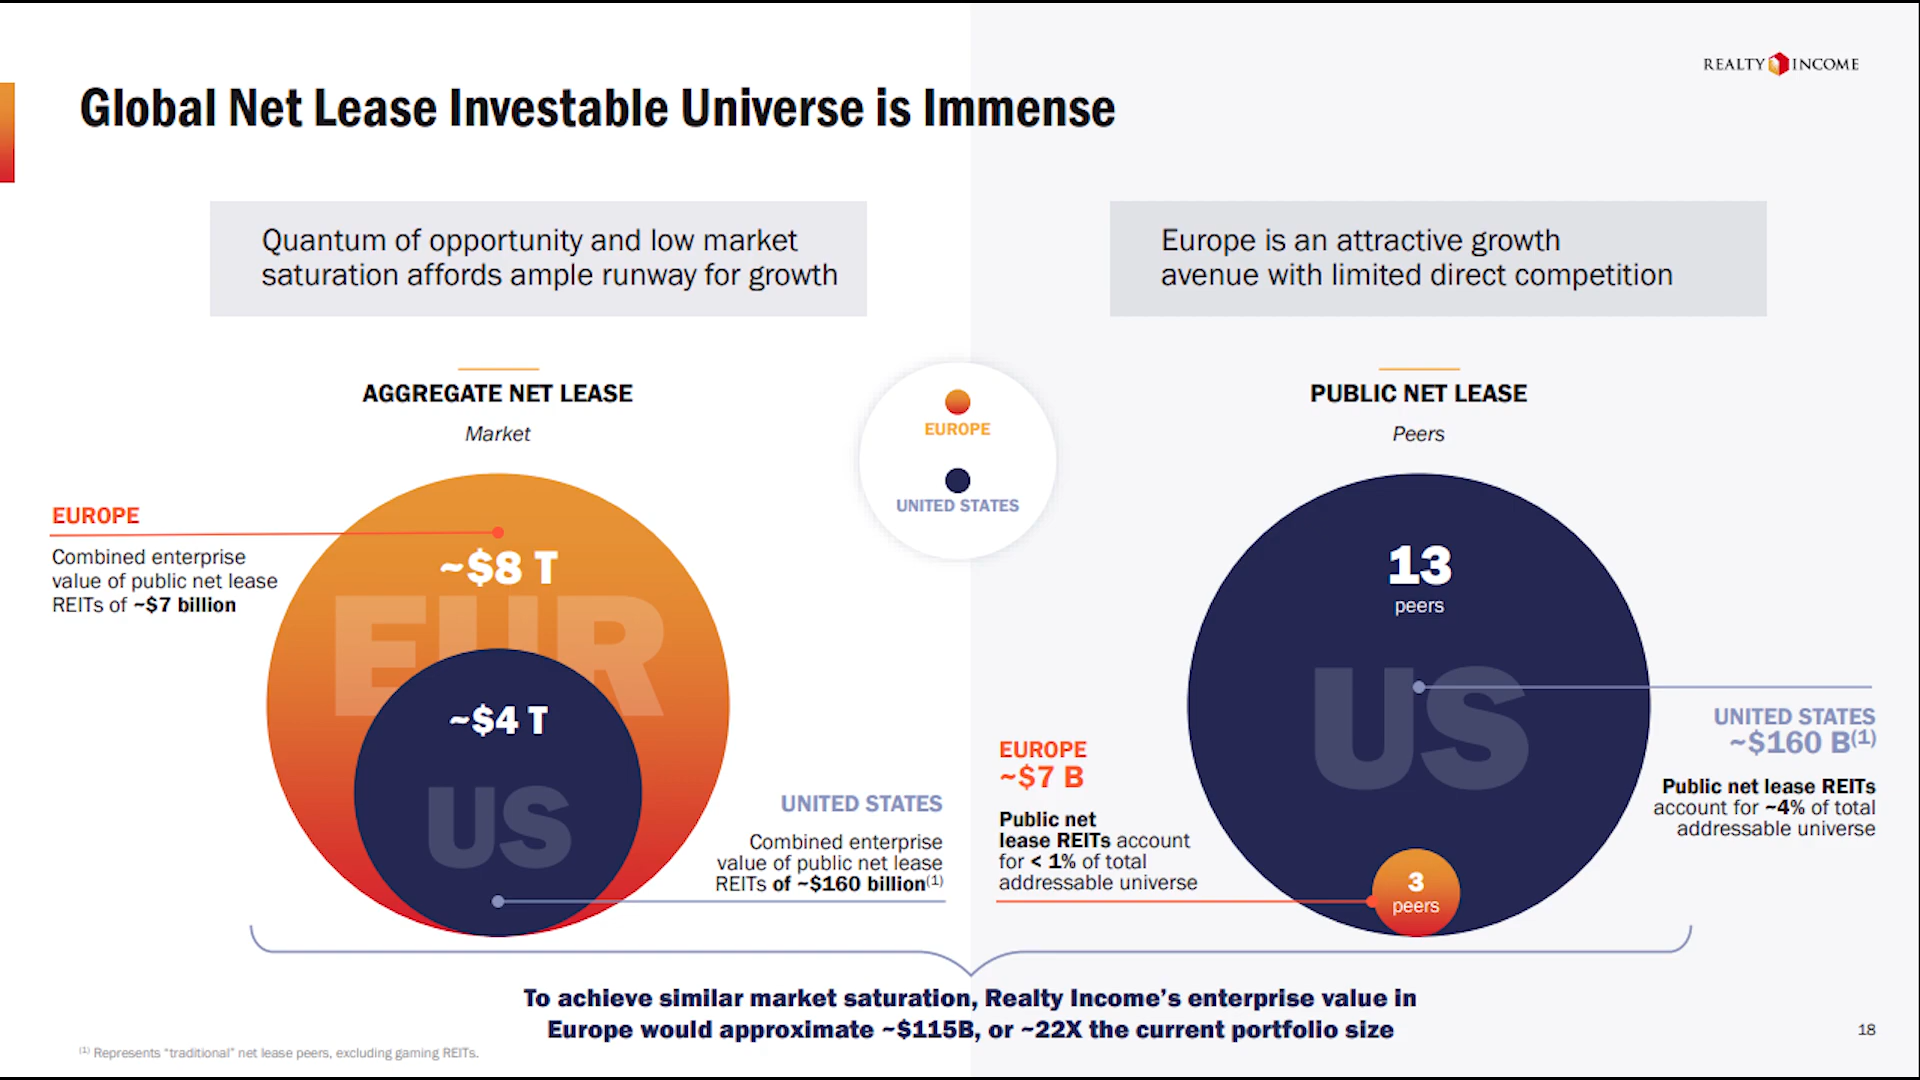 REALTY INCOME
Global Net Lease Investable Universe is Immense
Quantum of opportunity and low market
saturation affords ample runway for growth
Europe is an attractive growth
avenue with limited direct competition
AGGREGATE NET LEASE
Market
EUROPE
UNITED STATES
PUBLIC NET LEASE
Peers
EUROPE
Combined enterprise
value of public net lease
REITs of ~$7 billion
~$8 T
EUR
~$4 T
US
UNITED STATES
Combined enterprise
value of public net lease
REITs of ~$160 billion(1)
13
peers
US
UNITED STATES
~$160 B(1)
Public net lease REITs
account for ~4% of total
addressable universe
EUROPE
~$7 B
Public net
lease REITs account
for < 1% of total
addressable universe
3
peers
To achieve similar market saturation, Realty Income’s enterprise value in
Europe would approximate ~$115B, or ~22X the current portfolio size
(1) Represents “traditional” net lease peers, excluding gaming REITs.
18